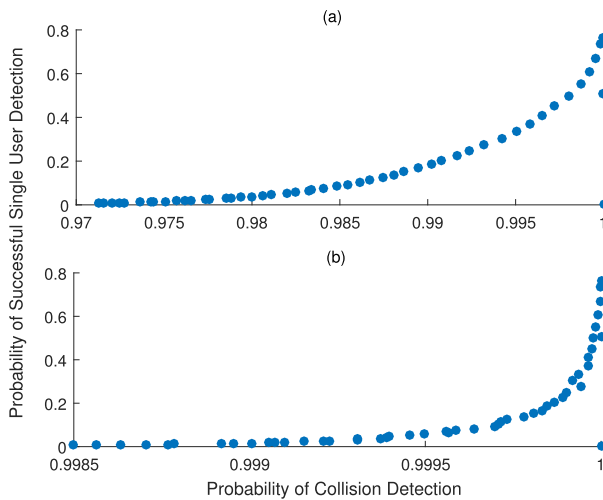 (a)
0.8
0.6
0.4
0.2
0
0.97 0.975 0.98 0.985 0.99 0.995 1
Probability of Successful Single User Detection
(b)
0.8
0.6
0.4
0.2
0
0.9985 0.999 0.9995 1
Probability of Collision Detection